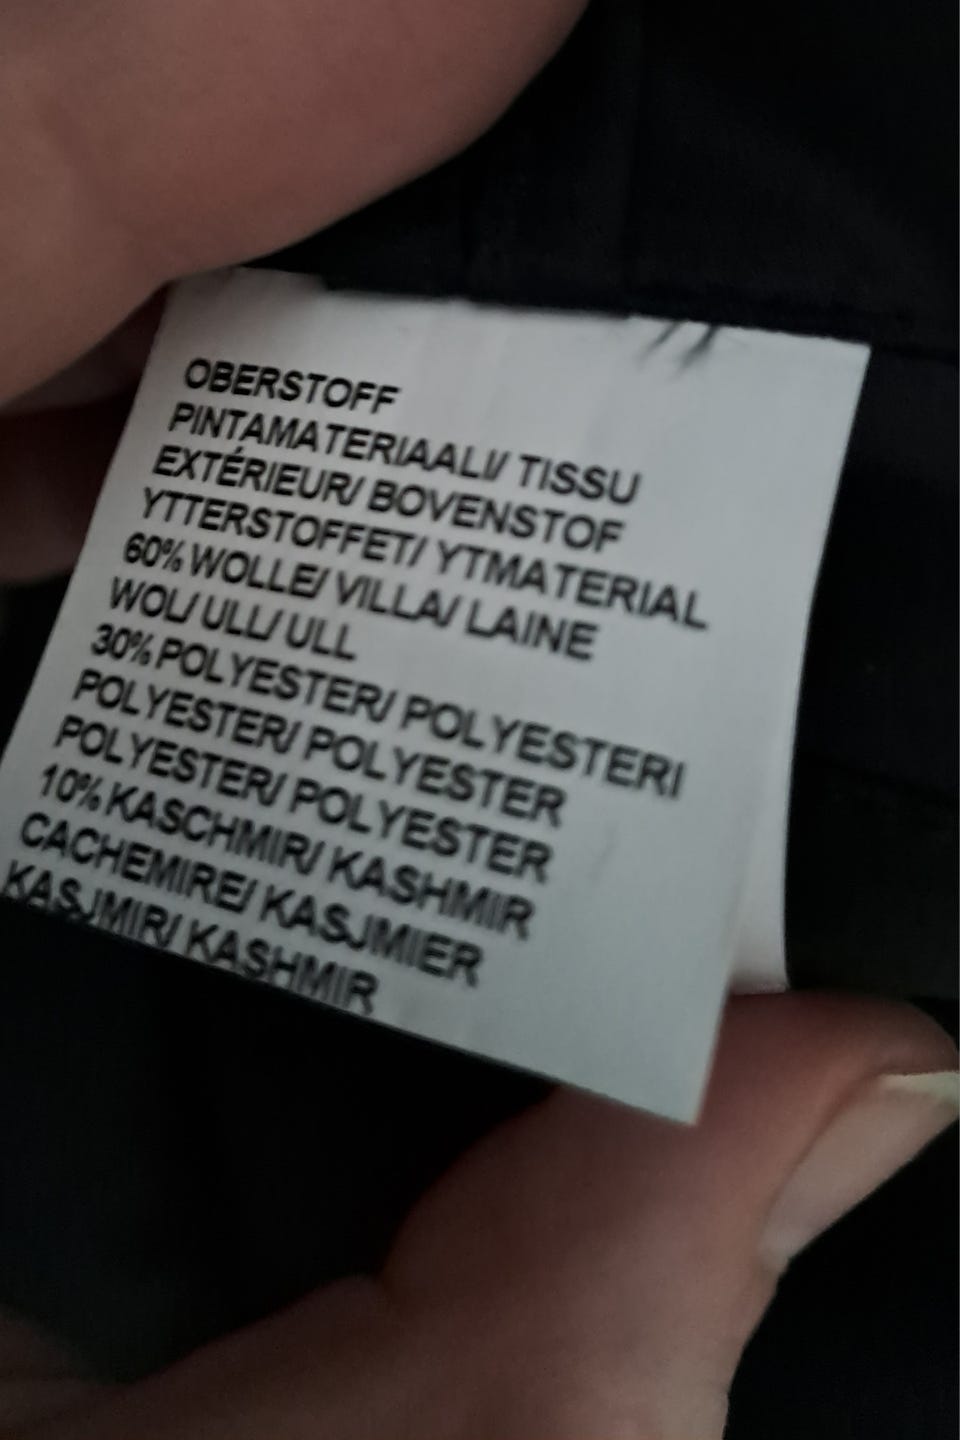 OBERSTOFF
PINTAMATERIAALI/ TISSU
EXTÉRIEUR/ BOVENSTOF
YTTERSTOFFET/ YTMATERIAL
60% WOLLE/ VILLA/ LAINE
WOL/ ULL/ ULL
30% POLYESTER/ POLYESTERI
POLYESTER/ POLYESTER
POLYESTER/ POLYESTER
10% KASCHMIR/ KASHMIR
CACHEMIRE/ KASJMIER
KASJMIR/ KASHMIR